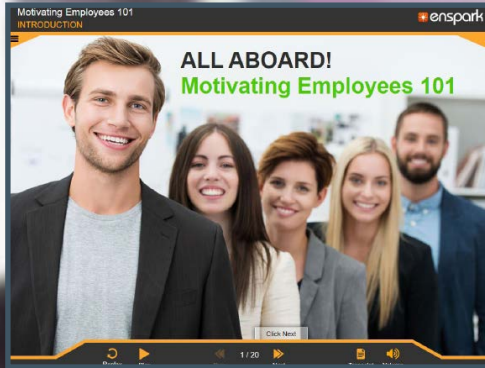 Motivating Employees 101
INTRODUCTION
enspark
ALL ABOARD!
Motivating Employees 101
Click Next
1 / 20